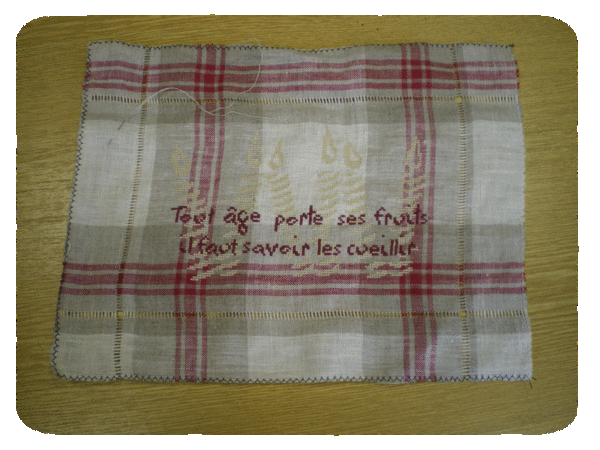 Tout âge porte ses fruits
il faut savoir les cueillir